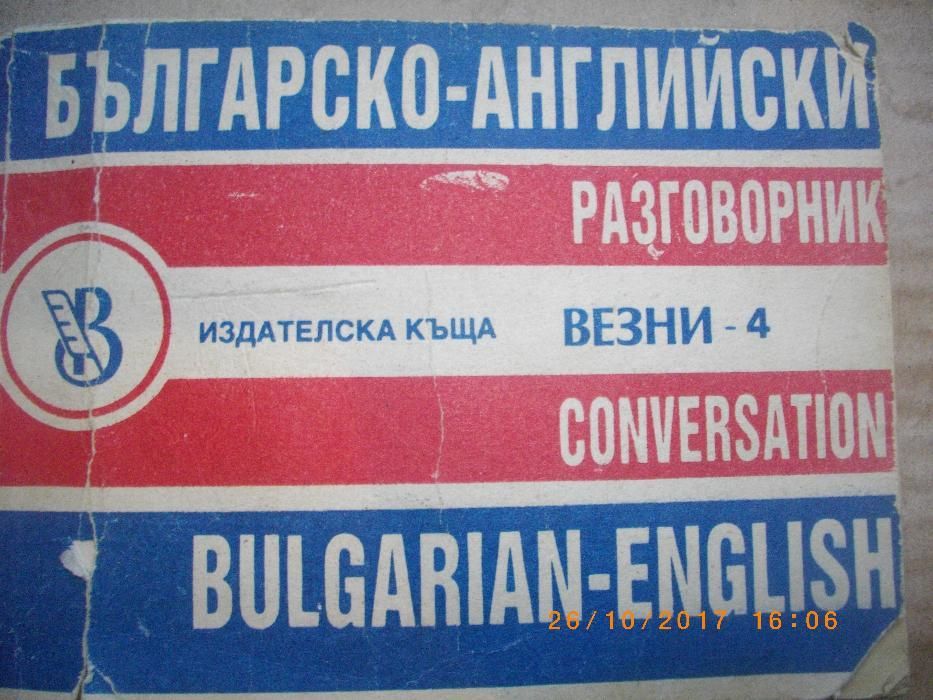 БЪЛГАРСКО-АНГЛИЙСКИ
РАЗГОВОРНИК
ИЗДАТЕЛСКА КЪЩА ВЕЗНИ - 4
CONVERSATION
BULGARIAN-ENGLISH
26/10/2017 16:06